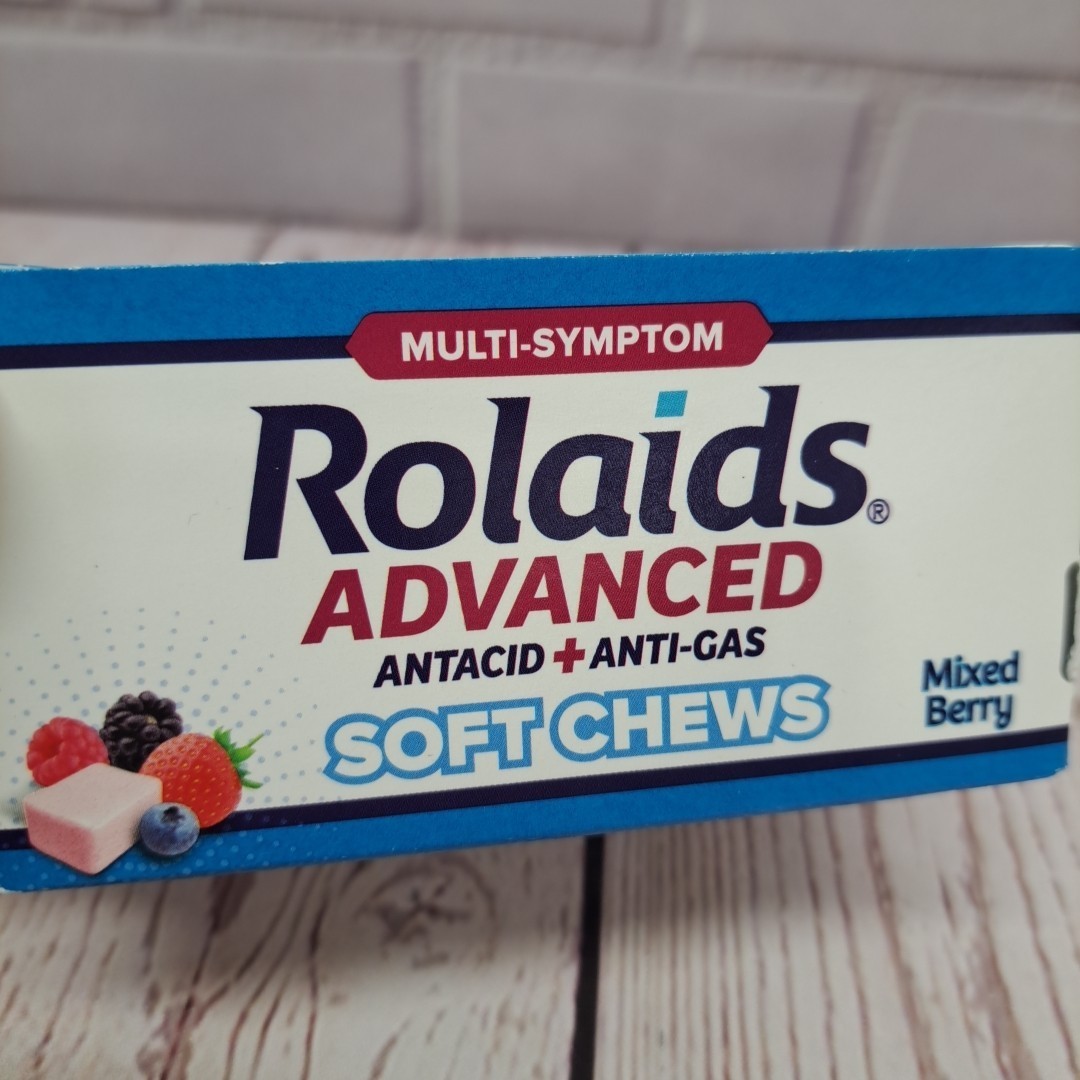 MULTI-SYMPTOM
Rolaids®
ADVANCED
ANTACID + ANTI-GAS
SOFT CHEWS
Mixed
Berry